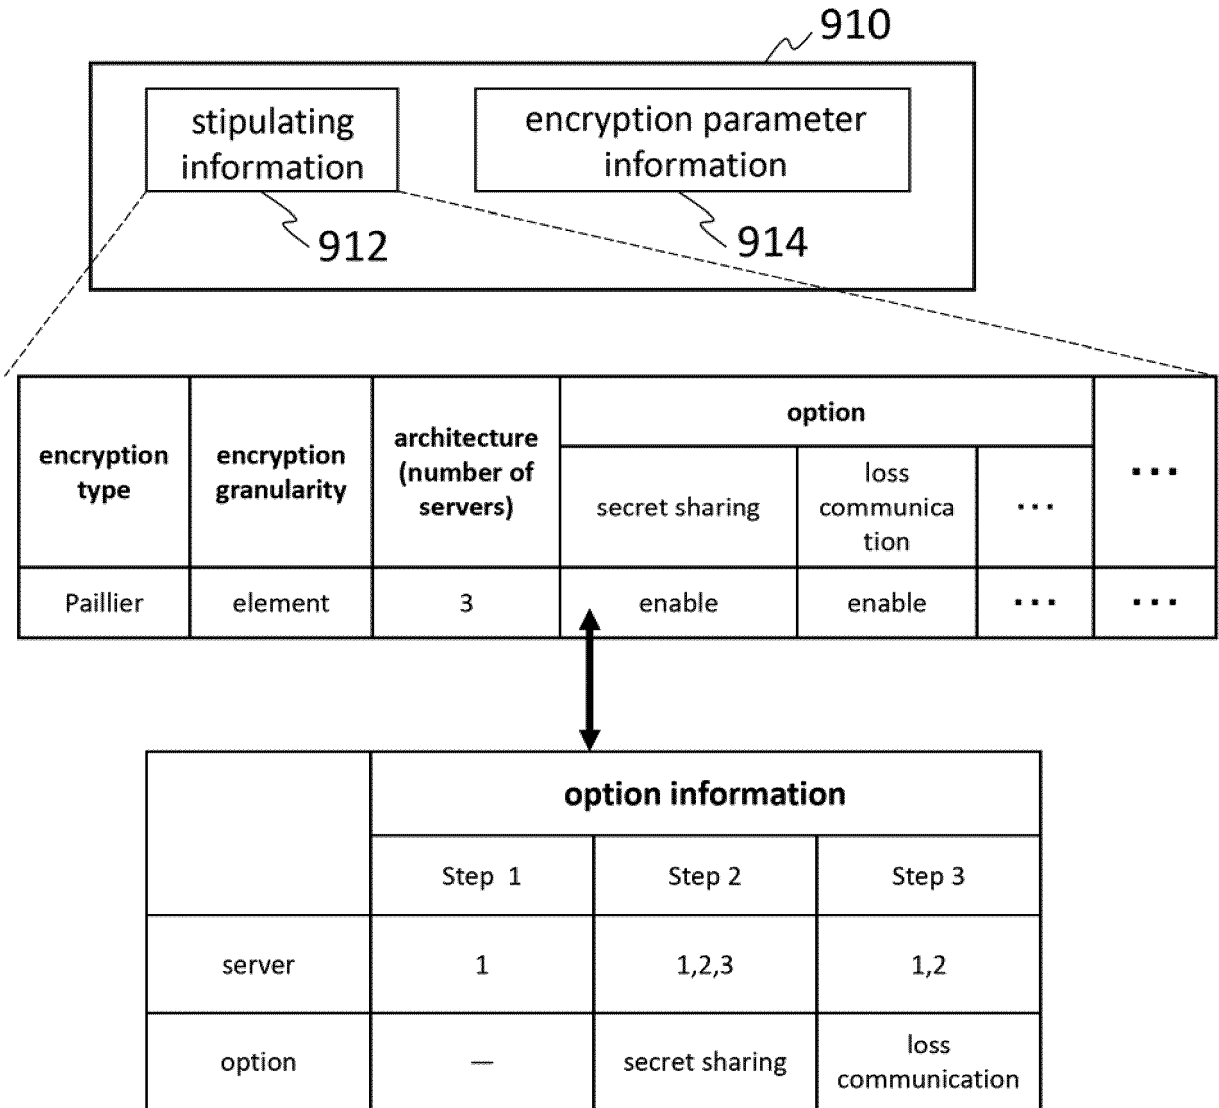 910
stipulating
information
encryption parameter
information
912
914
encryption
type
encryption
granularity
architecture
(number of
servers)
option
secret sharing
loss
communica
tion
...
...
Paillier
element
3
enable
enable
...
...
option information
Step 1
Step 2
Step 3
server
1
1,2,3
1,2
option
—
secret sharing
loss
communication